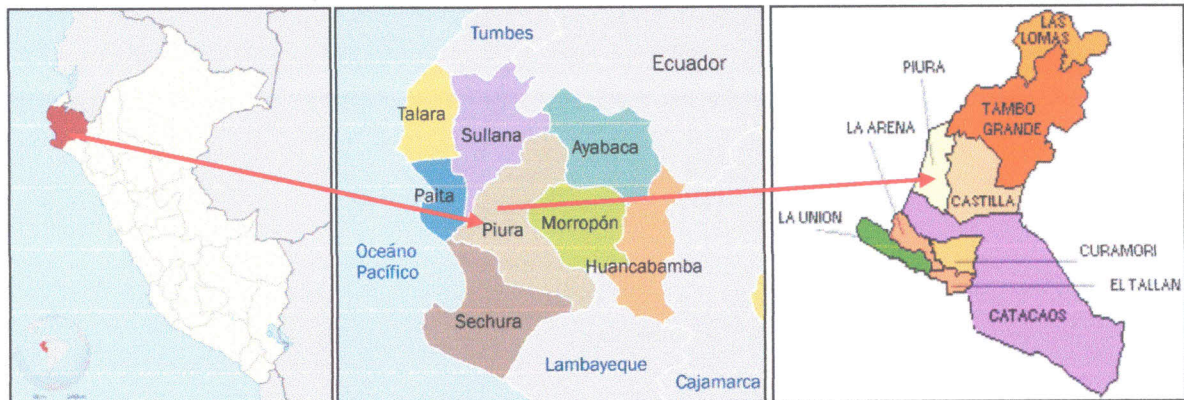 Tumbes
Ecuador
Talara
Sullana
Ayabaca
Paita
Piura
Morropón
Huancabamba
Oceáno
Pacífico
Sechura
Lambayeque
Cajamarca
LAS
LOMAS
PIURA
TAMBO
GRANDE
LA ARENA
CASTILLA
LA UNION
CURAMORI
EL TALLAN
CATACAOS